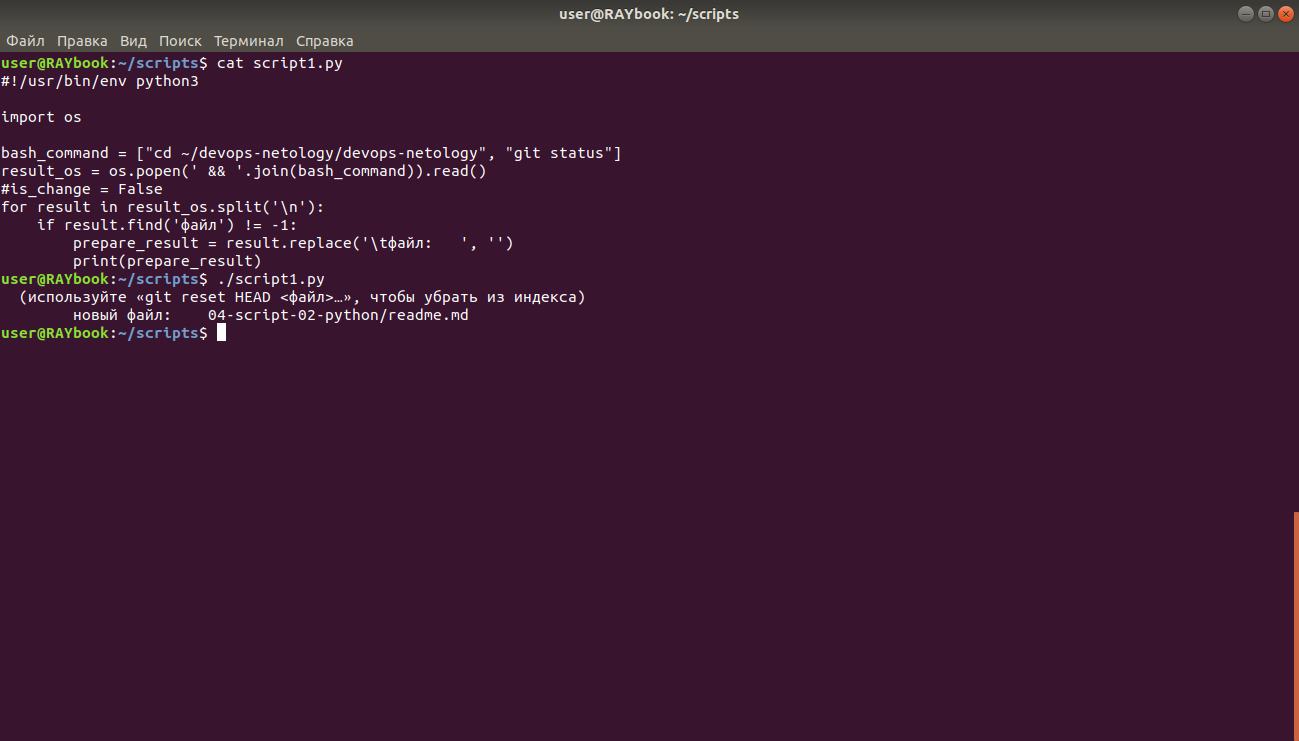 user@RAYbook: ~/scripts
Файл Правка Вид Поиск Терминал Справка
user@RAYbook:~/scripts$ cat script1.py
#!/usr/bin/env python3

import os

bash_command = ["cd ~/devops-netology/devops-netology", "git status"]
result_os = os.popen(' && '.join(bash_command)).read()
#is_change = False
for result in result_os.split('\n'):
    if result.find('файл') != -1:
        prepare_result = result.replace('\tфайл:   ', '')
        print(prepare_result)
user@RAYbook:~/scripts$ ./script1.py
  (используйте «git reset HEAD <файл>…», чтобы убрать из индекса)
        новый файл:    04-script-02-python/readme.md
user@RAYbook:~/scripts$